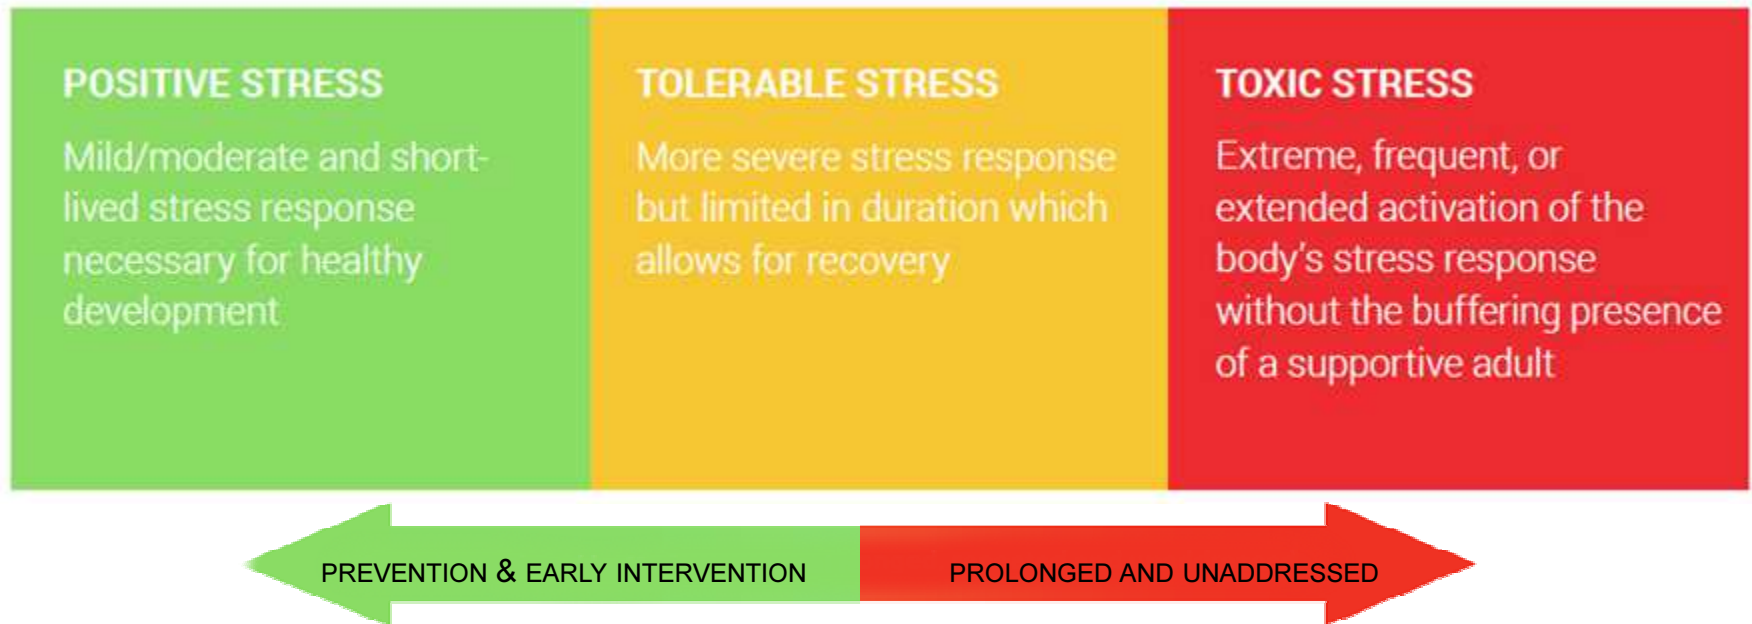 POSITIVE STRESS
Mild/moderate and short-
lived stress response
necessary for healthy
development
TOLERABLE STRESS
More severe stress response
but limited in duration which
allows for recovery
TOXIC STRESS
Extreme, frequent, or
extended activation of the
body's stress response
without the buffering presence
of a supportive adult
PREVENTION & EARLY INTERVENTION
PROLONGED AND UNADDRESSED